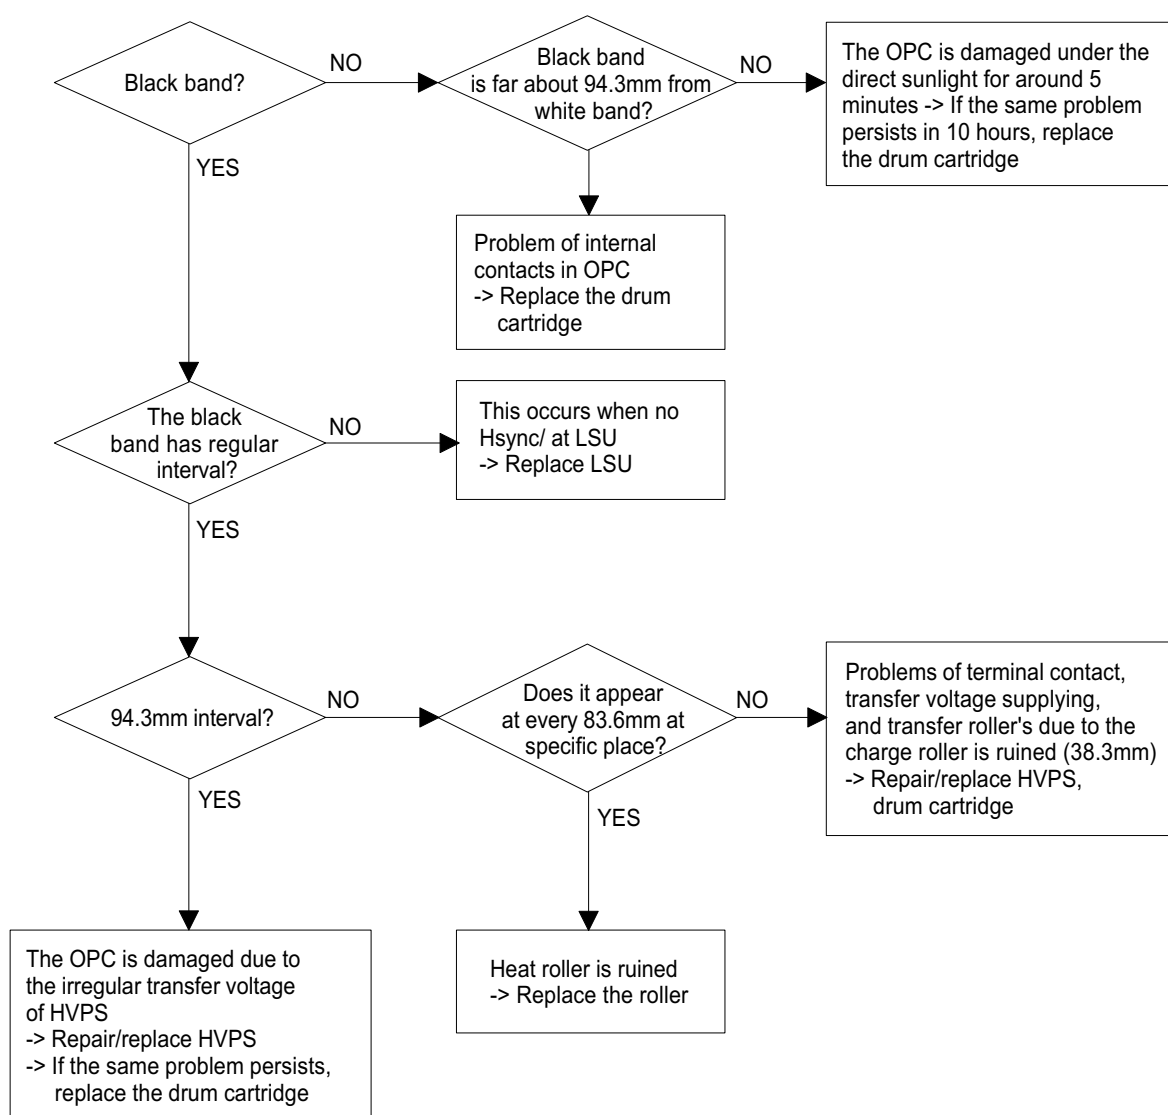 Black band?
NO
Black band
is far about 94.3mm from
white band?
NO
The OPC is damaged under the
direct sunlight for around 5
minutes -> If the same problem
persists in 10 hours, replace
the drum cartridge
YES
Problem of internal
contacts in OPC
-> Replace the drum
cartridge
The black
band has regular
interval?
NO
This occurs when no
Hsync/ at LSU
-> Replace LSU
YES
94.3mm interval?
NO
Does it appear
at every 83.6mm at
specific place?
NO
Problems of terminal contact,
transfer voltage supplying,
and transfer roller's due to the
charge roller is ruined (38.3mm)
-> Repair/replace HVPS,
drum cartridge
YES
YES
The OPC is damaged due to
the irregular transfer voltage
of HVPS
-> Repair/replace HVPS
-> If the same problem persists,
replace the drum cartridge
Heat roller is ruined
-> Replace the roller